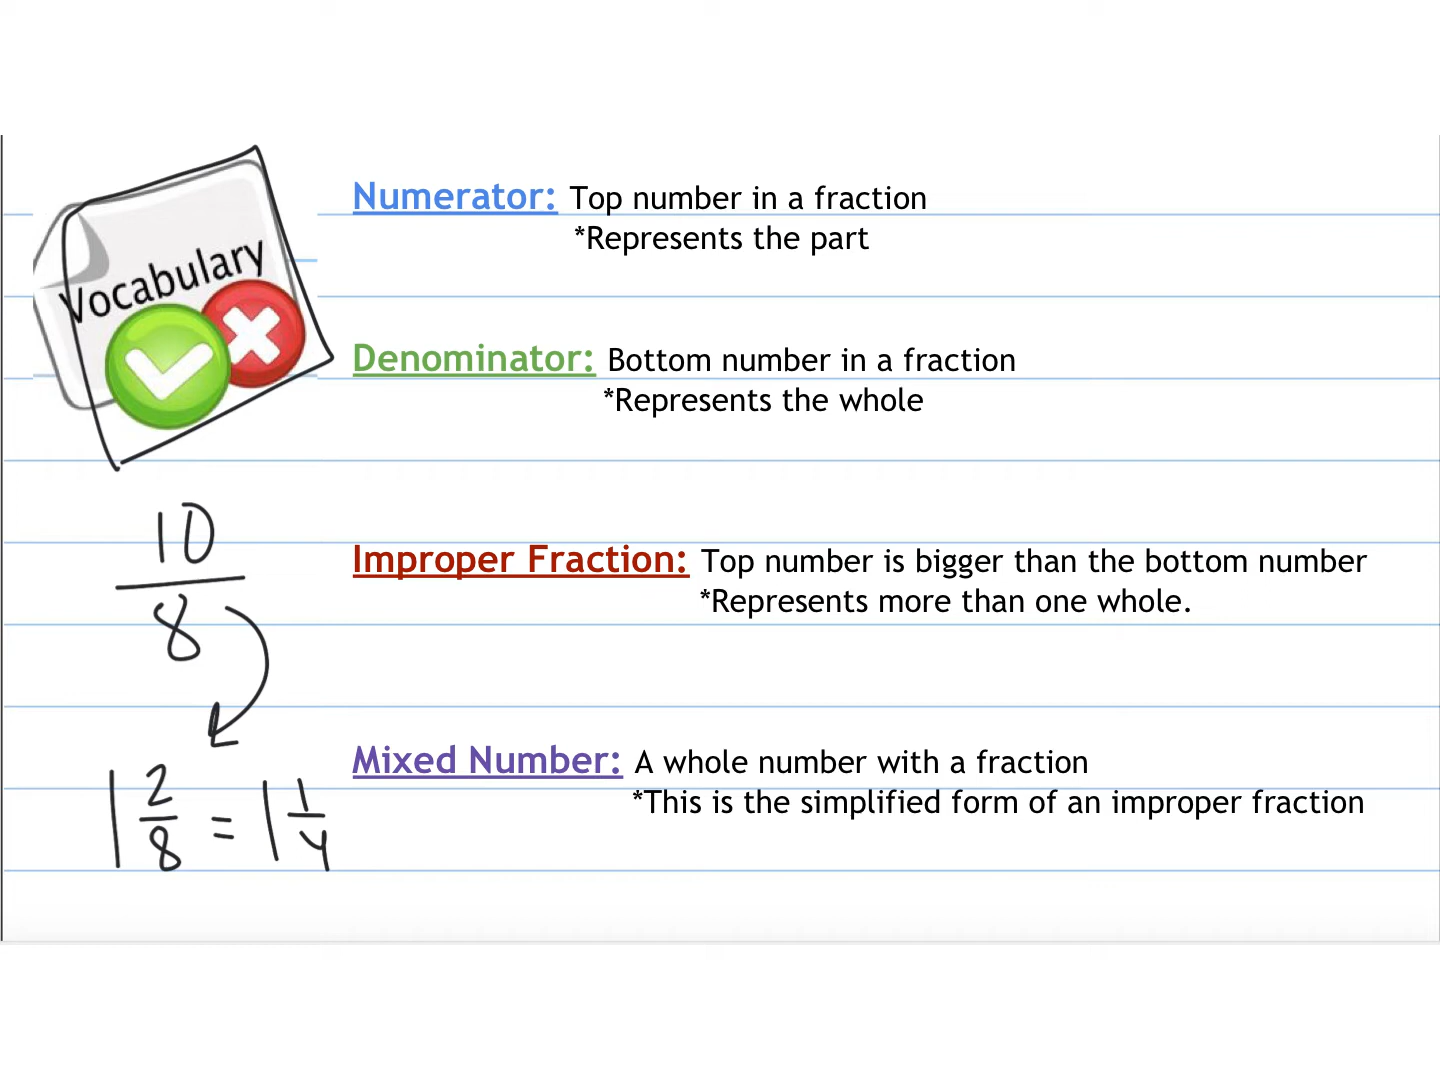 Vocabulary
Numerator: Top number in a fraction
*Represents the part
Denominator: Bottom number in a fraction
*Represents the whole
10
8
Improper Fraction: Top number is bigger than the bottom number
*Represents more than one whole.
Mixed Number: A whole number with a fraction
*This is the simplified form of an improper fraction
1 2/8 = 1 1/4